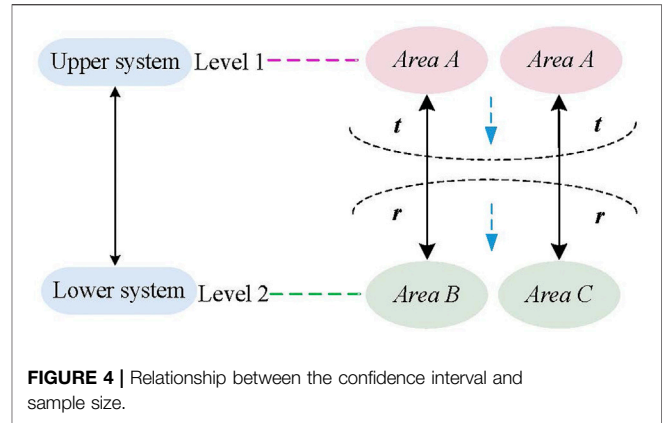 Upper system Level 1 Area A Area A
t t
r r
Lower system Level 2 Area B Area C
FIGURE 4 | Relationship between the confidence interval and
sample size.